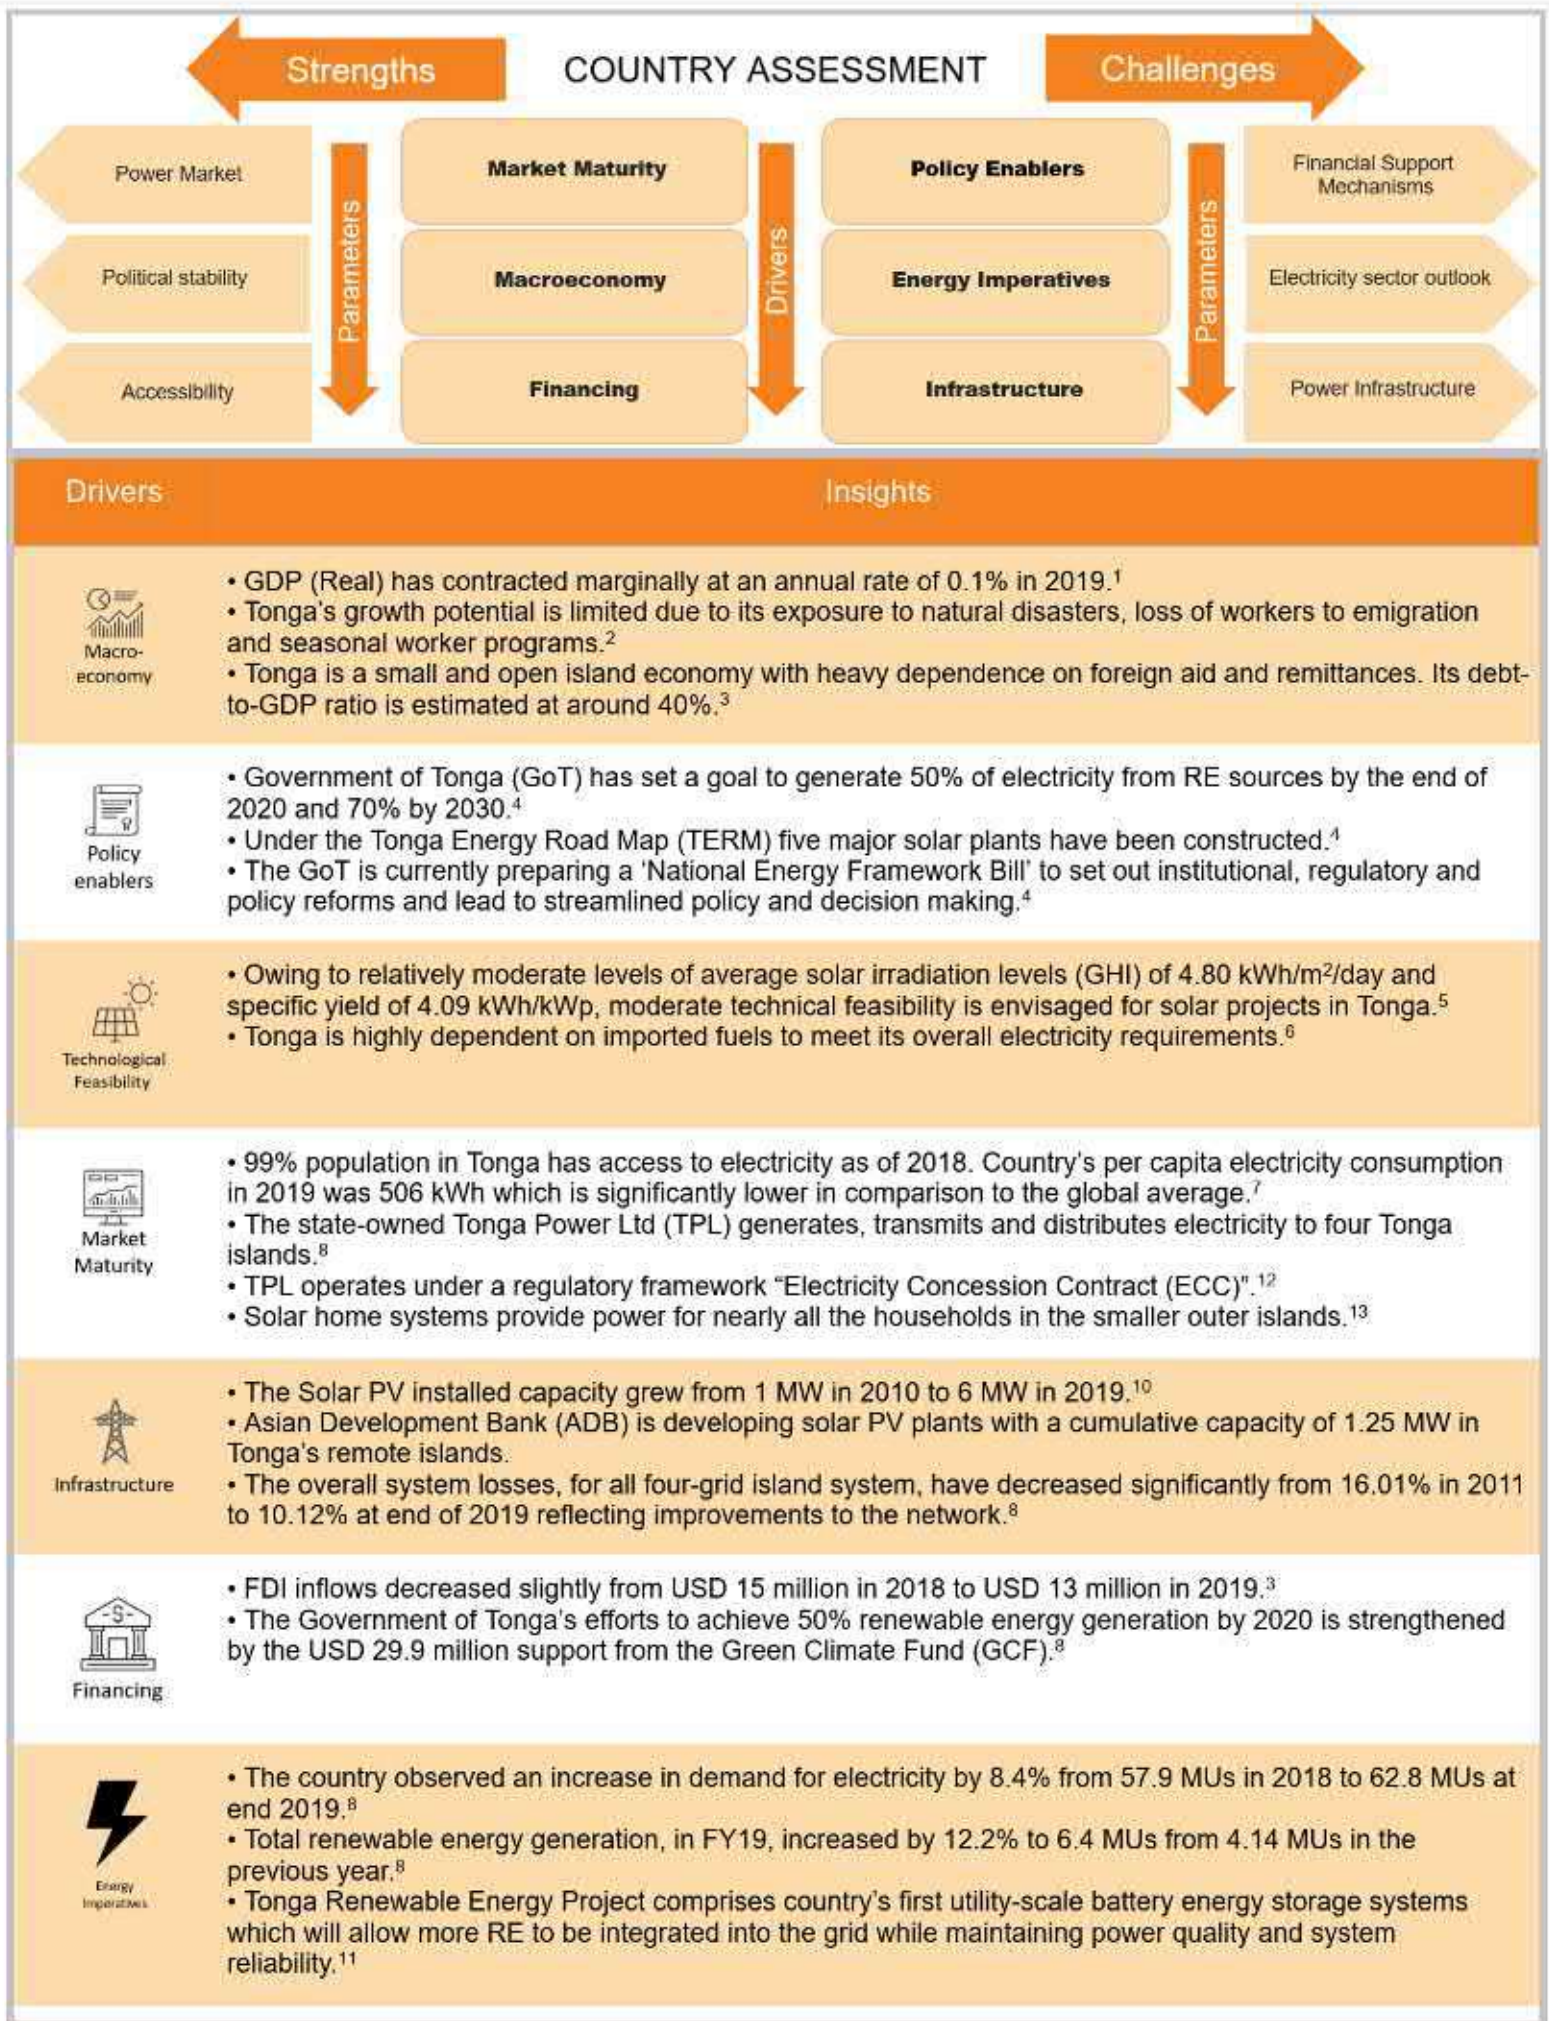 Strengths
COUNTRY ASSESSMENT
Challenges
Power Market
Parameters
Market Maturity
Drivers
Policy Enablers
Parameters
Financial Support
Mechanisms
Political stability
Macroeconomy
Energy Imperatives
Electricity sector outlook
Accessibility
Financing
Infrastructure
Power Infrastructure
Drivers
Insights
Macro-
economy
• GDP (Real) has contracted marginally at an annual rate of 0.1% in 2019.¹
• Tonga's growth potential is limited due to its exposure to natural disasters, loss of workers to emigration
and seasonal worker programs.²
• Tonga is a small and open island economy with heavy dependence on foreign aid and remittances. Its debt-
to-GDP ratio is estimated at around 40%.³
Policy
enablers
• Government of Tonga (GoT) has set a goal to generate 50% of electricity from RE sources by the end of
2020 and 70% by 2030.⁴
• Under the Tonga Energy Road Map (TERM) five major solar plants have been constructed.⁴
• The GoT is currently preparing a 'National Energy Framework Bill' to set out institutional, regulatory and
policy reforms and lead to streamlined policy and decision making.⁴
Technological
Feasibility
• Owing to relatively moderate levels of average solar irradiation levels (GHI) of 4.80 kWh/m²/day and
specific yield of 4.09 kWh/kWp, moderate technical feasibility is envisaged for solar projects in Tonga.⁵
• Tonga is highly dependent on imported fuels to meet its overall electricity requirements.⁶
Market
Maturity
• 99% population in Tonga has access to electricity as of 2018. Country's per capita electricity consumption
in 2019 was 506 kWh which is significantly lower in comparison to the global average.⁷
• The state-owned Tonga Power Ltd (TPL) generates, transmits and distributes electricity to four Tonga
islands.⁸
• TPL operates under a regulatory framework “Electricity Concession Contract (ECC)”.¹²
• Solar home systems provide power for nearly all the households in the smaller outer islands.¹³
Infrastructure
• The Solar PV installed capacity grew from 1 MW in 2010 to 6 MW in 2019.¹⁰
• Asian Development Bank (ADB) is developing solar PV plants with a cumulative capacity of 1.25 MW in
Tonga's remote islands.
• The overall system losses, for all four-grid island system, have decreased significantly from 16.01% in 2011
to 10.12% at end of 2019 reflecting improvements to the network.⁸
-$-
Financing
• FDI inflows decreased slightly from USD 15 million in 2018 to USD 13 million in 2019.³
• The Government of Tonga's efforts to achieve 50% renewable energy generation by 2020 is strengthened
by the USD 29.9 million support from the Green Climate Fund (GCF).⁸
Energy
Imperatives
• The country observed an increase in demand for electricity by 8.4% from 57.9 MUs in 2018 to 62.8 MUs at
end 2019.⁸
• Total renewable energy generation, in FY19, increased by 12.2% to 6.4 MUs from 4.14 MUs in the
previous year.⁸
• Tonga Renewable Energy Project comprises country's first utility-scale battery energy storage systems
which will allow more RE to be integrated into the grid while maintaining power quality and system
reliability.¹¹